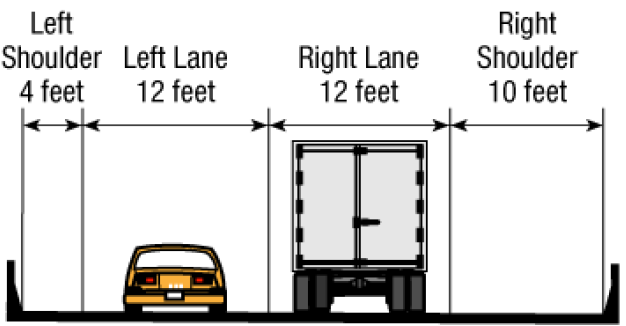 Left
Shoulder
4 feet
Left Lane
12 feet
Right Lane
12 feet
Right
Shoulder
10 feet